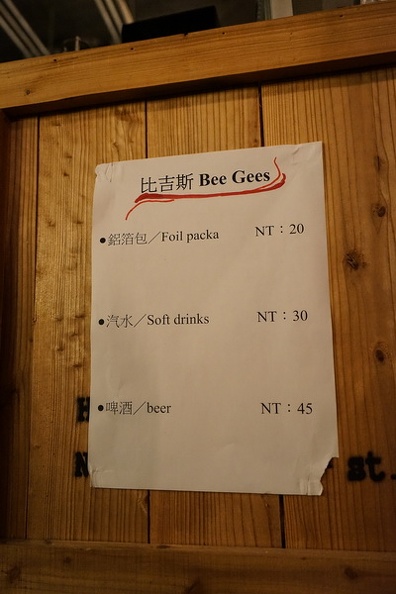 比吉斯 Bee Gees
●鋁箔包／Foil packa NT：20
●汽水／Soft drinks NT：30
●啤酒／beer NT：45
st.